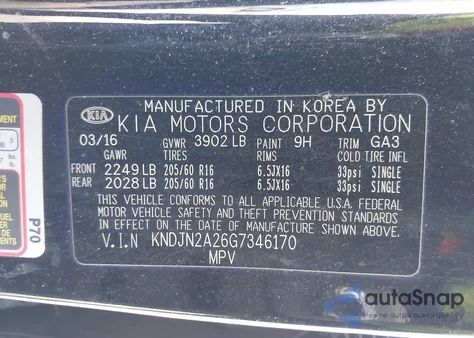 MANUFACTURED IN KOREA BY
KIA KIA MOTORS CORPORATION
03/16 GVWR 3902 LB PAINT 9H TRIM GA3
GAWR TIRES RIMS COLD TIRE INFL
FRONT 2249 LB 205/60 R16 6.5JX16 33psi SINGLE
REAR 2028 LB 205/60 R16 6.5JX16 33psi SINGLE
THIS VEHICLE CONFORMS TO ALL APPLICABLE U.S.A. FEDERAL
MOTOR VEHICLE SAFETY AND THEFT PREVENTION STANDARDS
IN EFFECT ON THE DATE OF MANUFACTURE SHOWN ABOVE.
V.I.N KNDJN2A26G7346170
MPV
P70
autoSnap